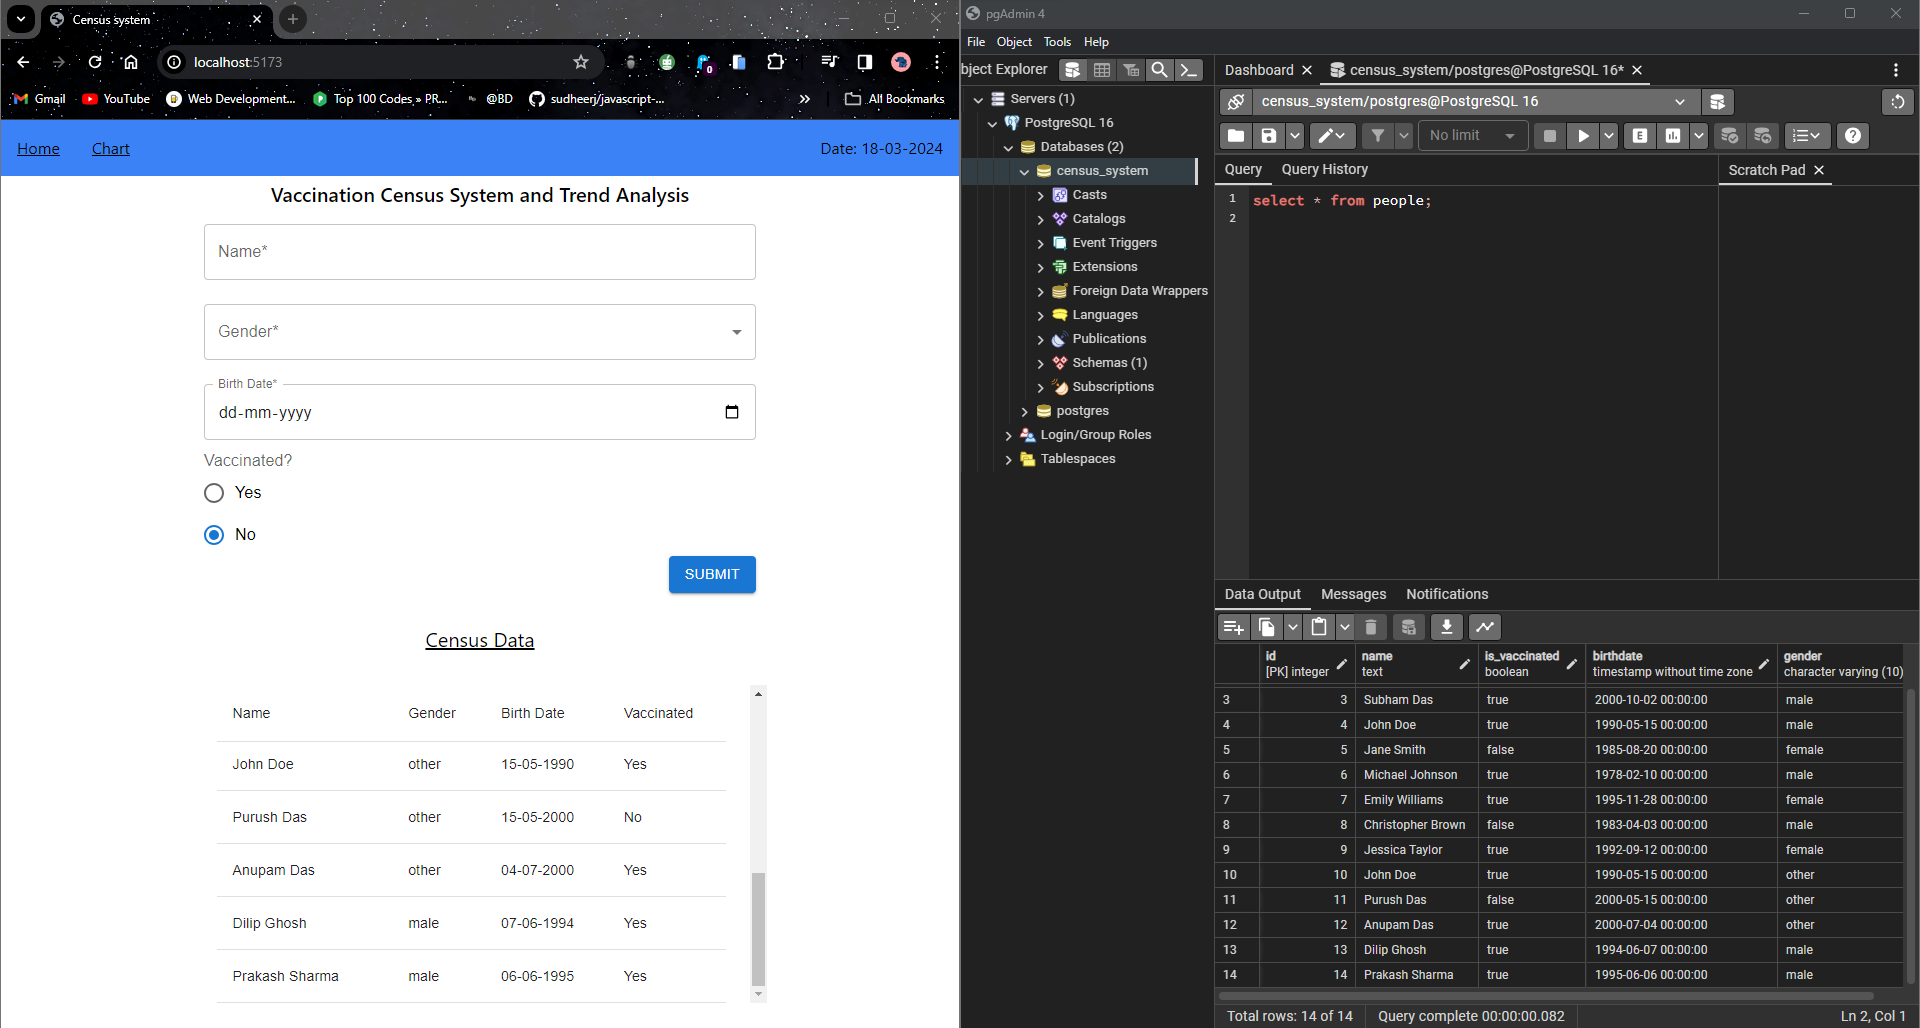 Census system
localhost:5173
Gmail
YouTube
Web Development...
Top 100 Codes » PR...
@BD
sudheerj/javascript-...
»
All Bookmarks
0
Home
Chart
Date: 18-03-2024
Vaccination Census System and Trend Analysis
Name*
Gender*
Birth Date*
dd-mm-yyyy
Vaccinated?
Yes
No
SUBMIT
Census Data
Name Gender Birth Date Vaccinated
John Doe other 15-05-1990 Yes
Purush Das other 15-05-2000 No
Anupam Das other 04-07-2000 Yes
Dilip Ghosh male 07-06-1994 Yes
Prakash Sharma male 06-06-1995 Yes
pgAdmin 4
File Object Tools Help
bject Explorer
Servers (1)
PostgreSQL 16
Databases (2)
census_system
Casts
Catalogs
Event Triggers
Extensions
Foreign Data Wrappers
Languages
Publications
Schemas (1)
Subscriptions
postgres
Login/Group Roles
Tablespaces
Dashboard
census_system/postgres@PostgreSQL 16*
census_system/postgres@PostgreSQL 16
No limit
E
Query Query History
Scratch Pad
1 select * from people;
2
Data Output Messages Notifications
id name is_vaccinated birthdate gender
[PK] integer text boolean timestamp without time zone character varying (10)
3 3 Subham Das true 2000-10-02 00:00:00 male
4 4 John Doe true 1990-05-15 00:00:00 male
5 5 Jane Smith false 1985-08-20 00:00:00 female
6 6 Michael Johnson true 1978-02-10 00:00:00 male
7 7 Emily Williams true 1995-11-28 00:00:00 female
8 8 Christopher Brown false 1983-04-03 00:00:00 male
9 9 Jessica Taylor true 1992-09-12 00:00:00 female
10 10 John Doe true 1990-05-15 00:00:00 other
11 11 Purush Das false 2000-05-15 00:00:00 other
12 12 Anupam Das true 2000-07-04 00:00:00 other
13 13 Dilip Ghosh true 1994-06-07 00:00:00 male
14 14 Prakash Sharma true 1995-06-06 00:00:00 male
Total rows: 14 of 14 Query complete 00:00:00.082 Ln 2, Col 1